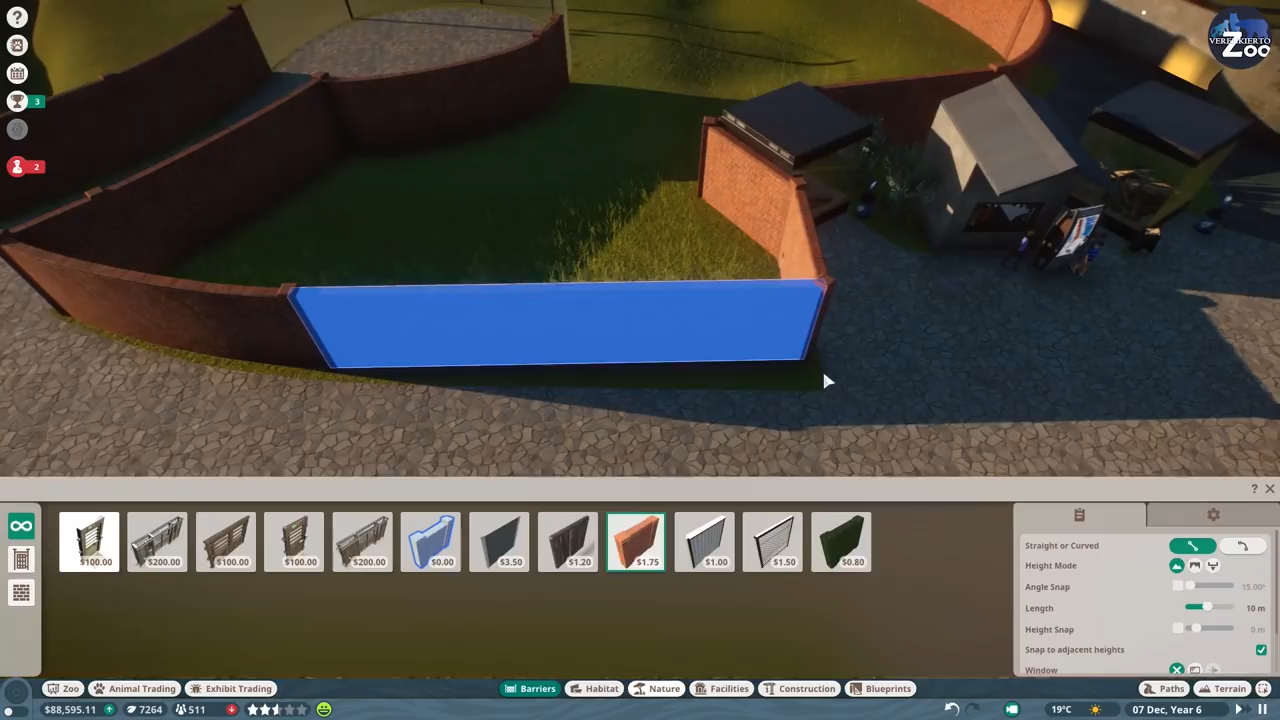 VERFKIERTO
Zoo
?
3
2
?
$100.00
$200.00
$100.00
$100.00
$200.00
$0.00
$3.50
$1.20
$1.75
$1.00
$1.50
$0.80
Straight or Curved
Height Mode
Angle Snap
15.00°
Length
10 m
Height Snap
0 m
Snap to adjacent heights
Window
Zoo
Animal Trading
Exhibit Trading
Barriers
Habitat
Nature
Facilities
Construction
Blueprints
Paths
Terrain
$88,595.11
7264
511
19°C
07 Dec, Year 6